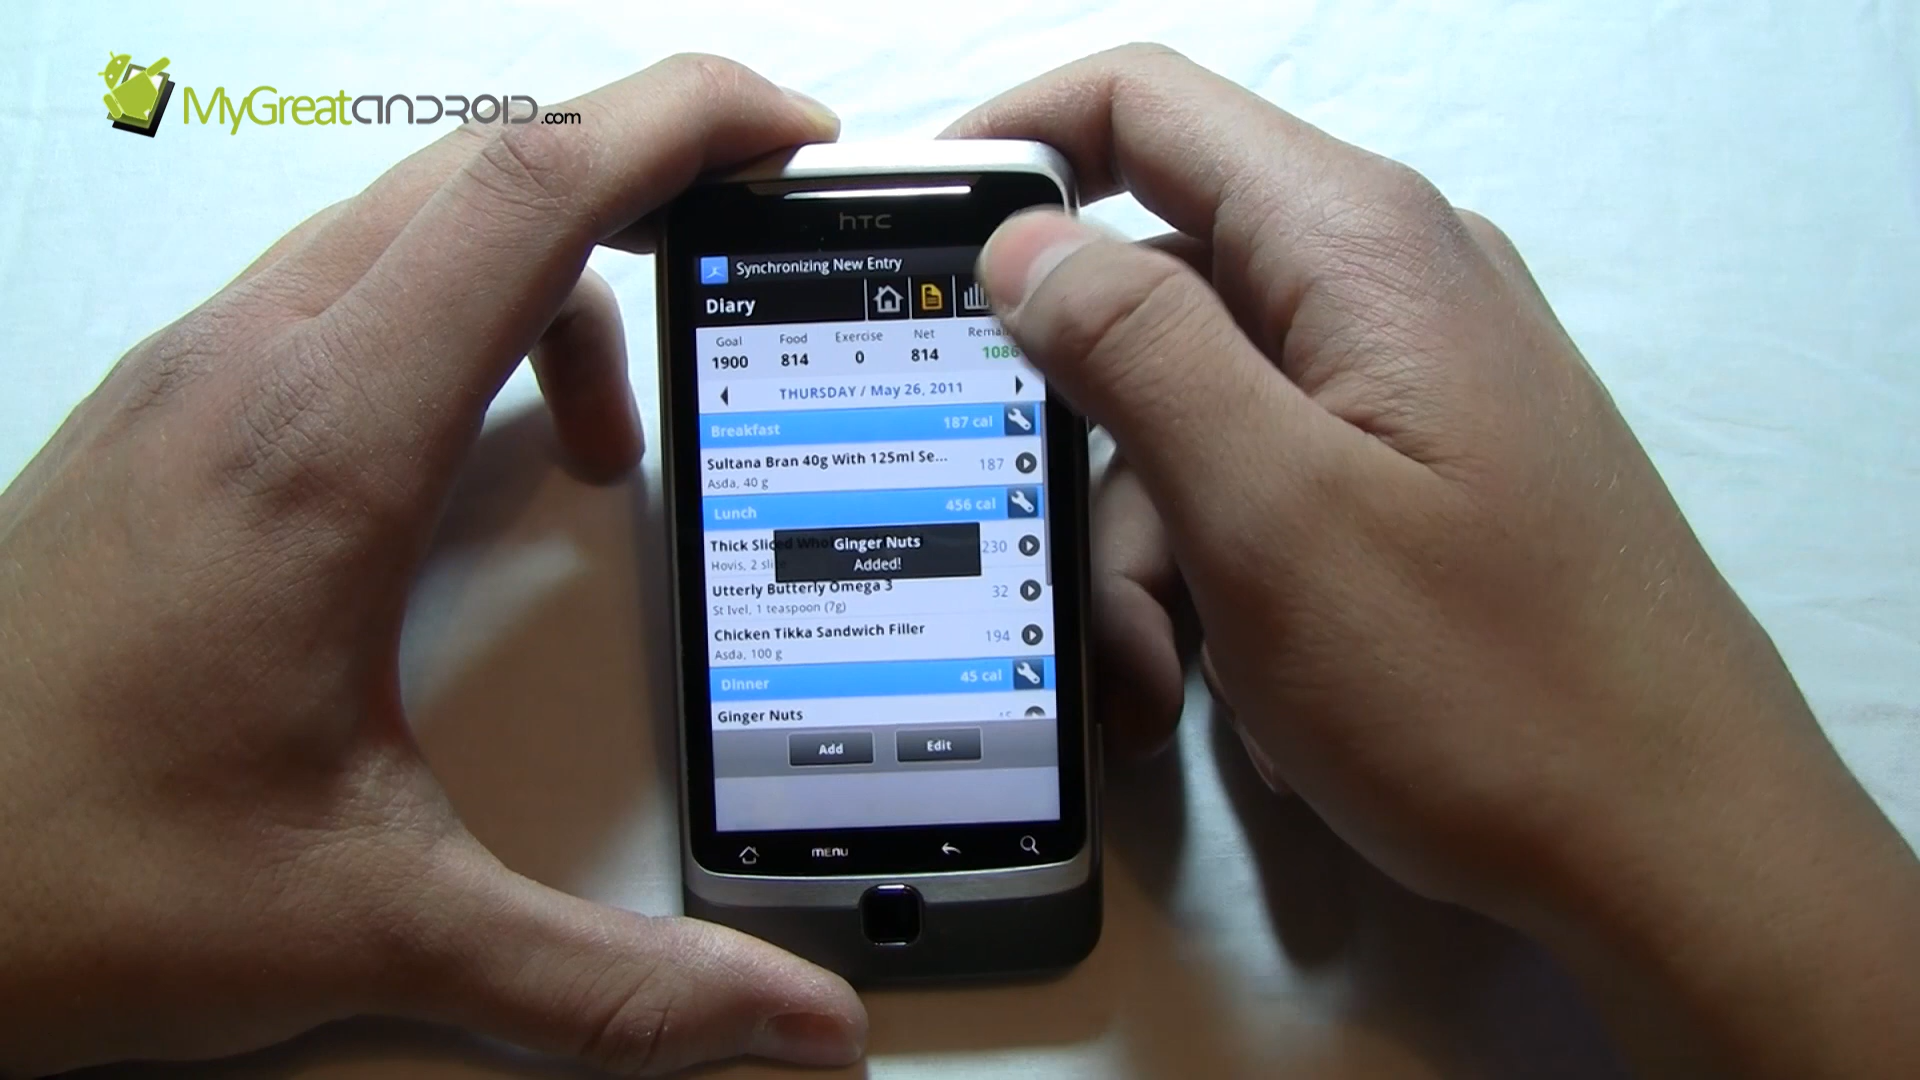 MyGreatANDROID.com
hTC
Synchronizing New Entry
Diary
Goal Food Exercise Net
1900 814 0 814 1086
THURSDAY / May 26, 2011
Breakfast 187 cal
Sultana Bran 40g With 125ml Se... 187
Asda, 40 g
Lunch 456 cal
Thick Sliced 230
Hovis, 2
Ginger Nuts
Added!
Utterly Butterly Omega 3 32
St Ivel, 1 teaspoon (7g)
Chicken Tikka Sandwich Filler 194
Asda, 100 g
Dinner 45 cal
Ginger Nuts
Add Edit
MENU